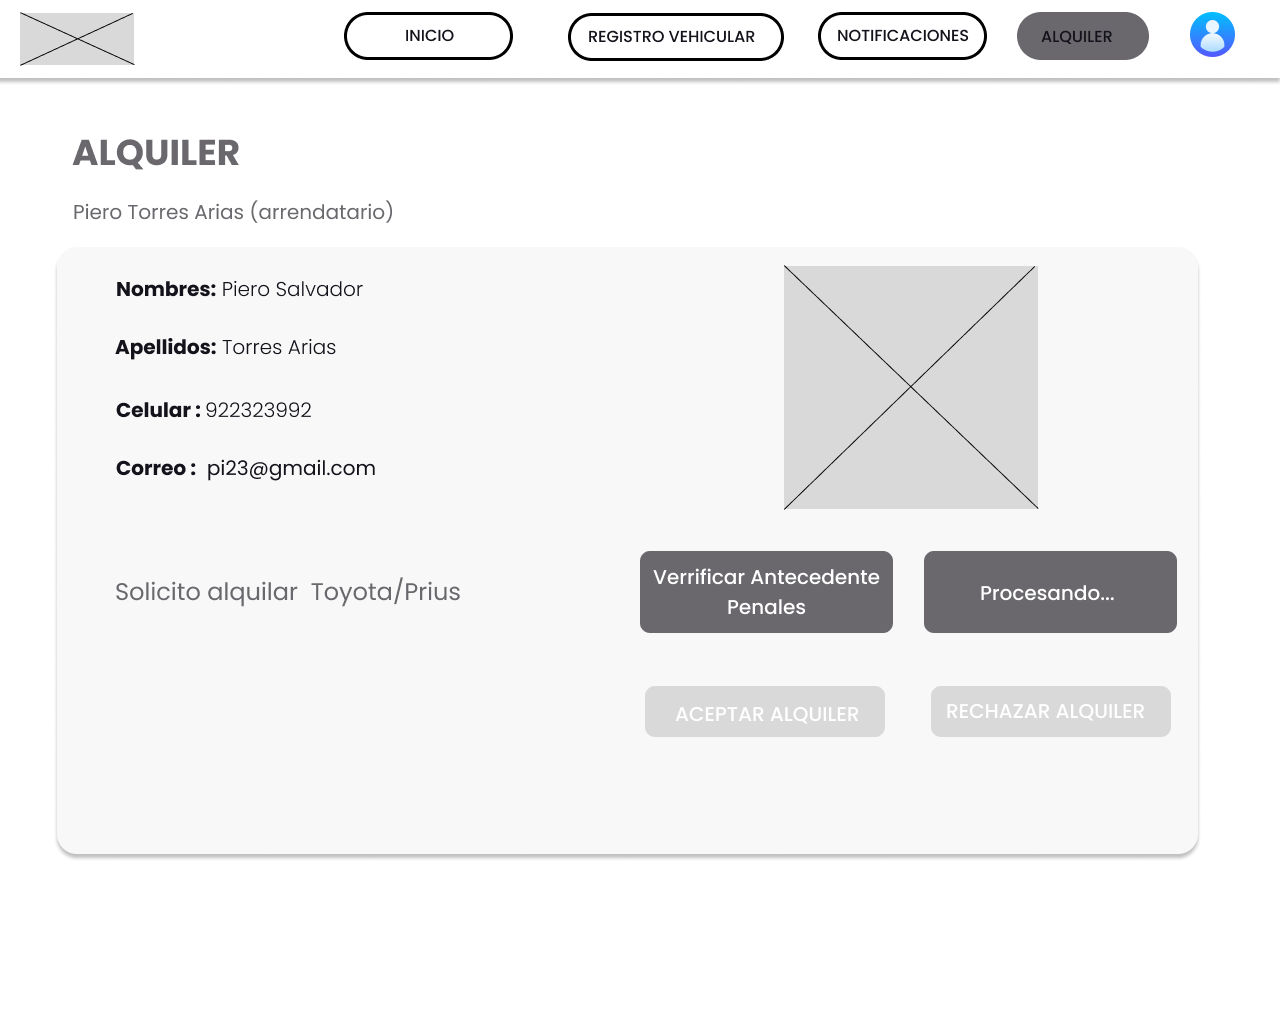 INICIO
REGISTRO VEHICULAR
NOTIFICACIONES
ALQUILER
ALQUILER
Piero Torres Arias (arrendatario)
Nombres: Piero Salvador
Apellidos: Torres Arias
Celular : 922323992
Correo : pi23@gmail.com
Solicito alquilar Toyota/Prius
Verrificar Antecedente
Penales
Procesando...
ACEPTAR ALQUILER
RECHAZAR ALQUILER